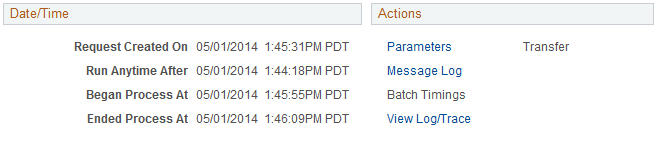 Date/Time Actions
Request Created On 05/01/2014 1:45:31PM PDT Parameters Transfer
Run Anytime After 05/01/2014 1:44:18PM PDT Message Log
Began Process At 05/01/2014 1:45:55PM PDT Batch Timings
Ended Process At 05/01/2014 1:46:09PM PDT View Log/Trace